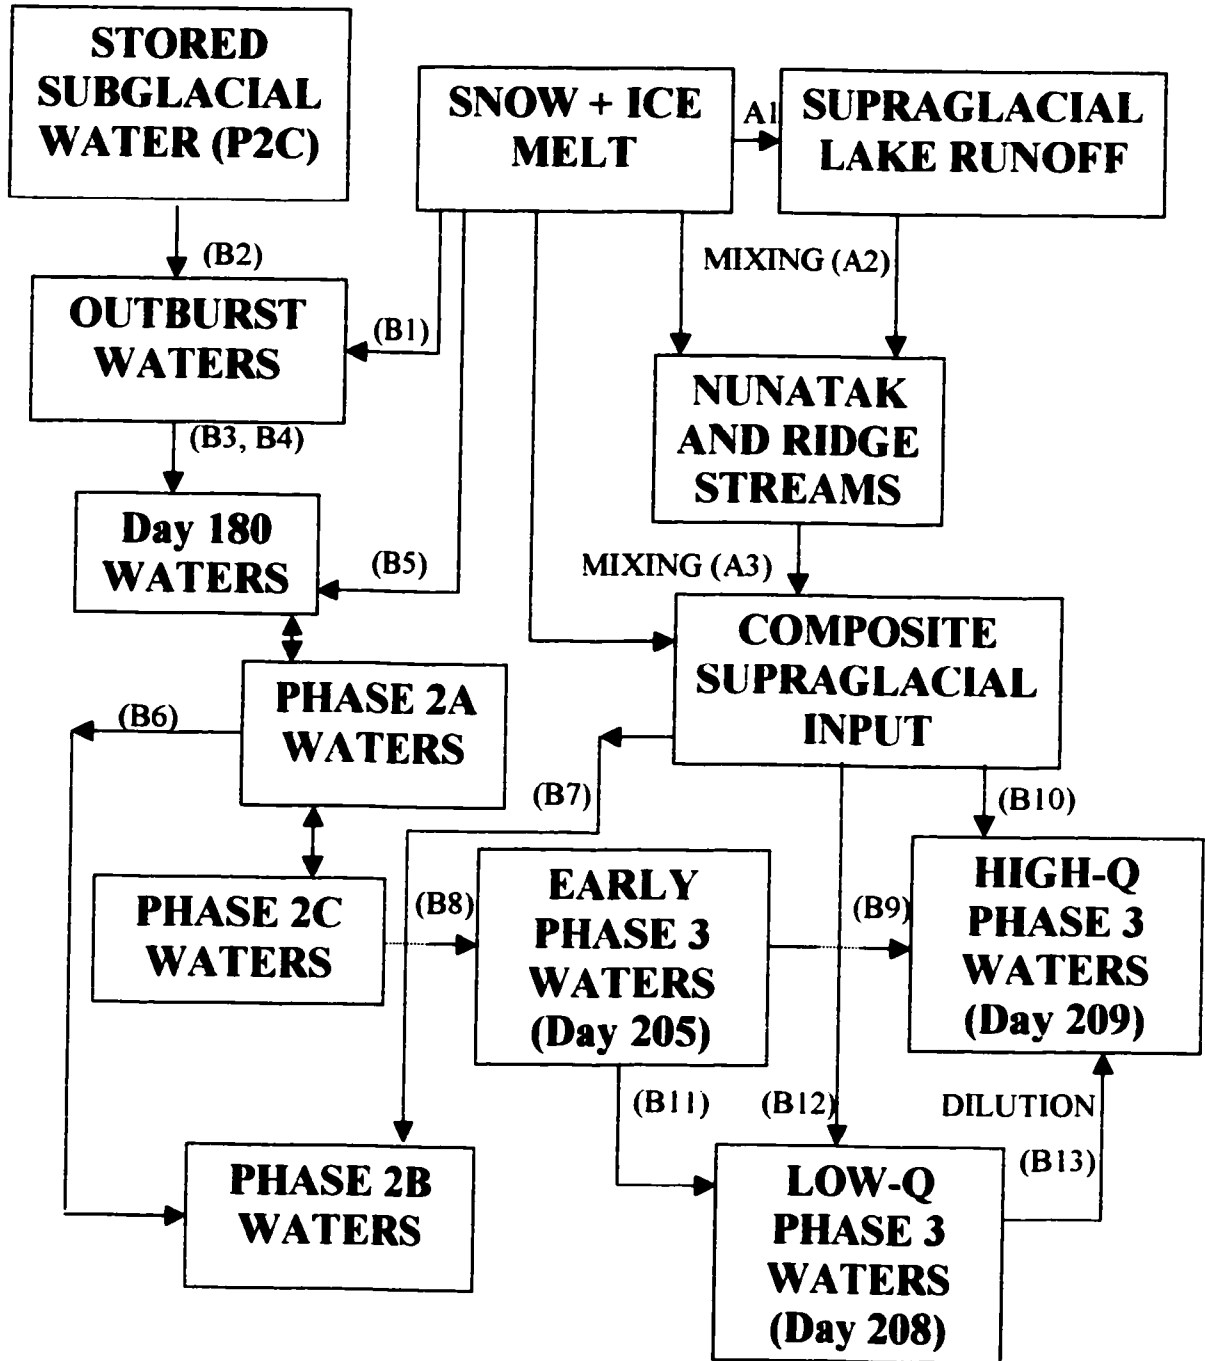 STORED
SUBGLACIAL
WATER (P2C)
SNOW + ICE
MELT
A1
SUPRAGLACIAL
LAKE RUNOFF
(B2)
MIXING (A2)
OUTBURST
WATERS
(B1)
NUNATAK
AND RIDGE
STREAMS
(B3, B4)
Day 180
WATERS
(B5)
MIXING (A3)
COMPOSITE
SUPRAGLACIAL
INPUT
PHASE 2A
WATERS
(B6)
(B7)
(B10)
PHASE 2C
WATERS
(B8)
EARLY
PHASE 3
WATERS
(Day 205)
(B9)
HIGH-Q
PHASE 3
WATERS
(Day 209)
(B11)
(B12)
DILUTION
(B13)
PHASE 2B
WATERS
LOW-Q
PHASE 3
WATERS
(Day 208)